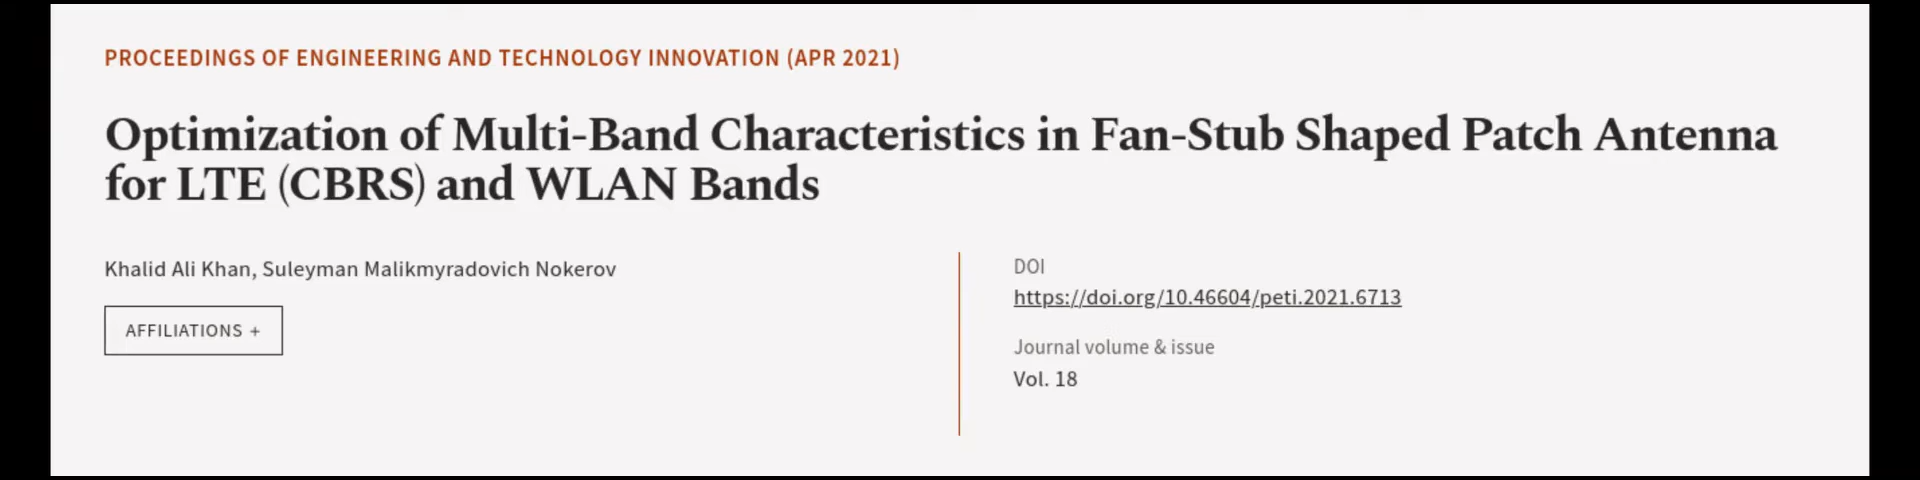 PROCEEDINGS OF ENGINEERING AND TECHNOLOGY INNOVATION (APR 2021)
Optimization of Multi-Band Characteristics in Fan-Stub Shaped Patch Antenna
for LTE (CBRS) and WLAN Bands
Khalid Ali Khan, Suleyman Malikmyradovich Nokerov
AFFILIATIONS +
DOI
https://doi.org/10.46604/peti.2021.6713
Journal volume & issue
Vol. 18